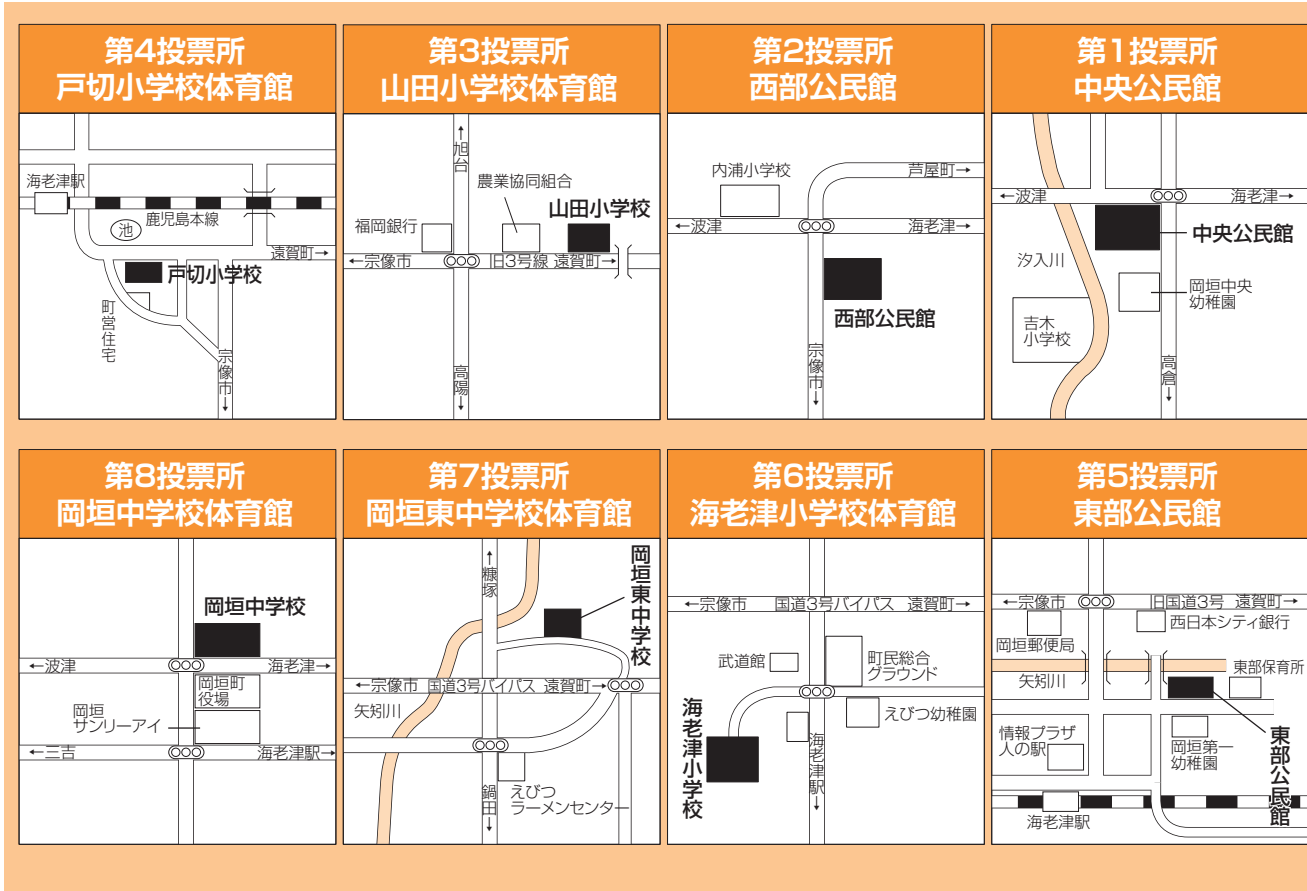 第4投票所
戸切小学校体育館
海老津駅
鹿児島本線
池
遠賀町→
戸切小学校
町営住宅
宗像市↓
第3投票所
山田小学校体育館
↑旭台
農業協同組合
山田小学校
福岡銀行
←宗像市
旧3号線 遠賀町→
高陽↓
第2投票所
西部公民館
内浦小学校
芦屋町→
←波津
海老津→
西部公民館
宗像市↓
第1投票所
中央公民館
←波津
海老津→
中央公民館
汐入川
岡垣中央
幼稚園
吉木
小学校
高倉↓
第8投票所
岡垣中学校体育館
岡垣中学校
←波津
海老津→
岡垣町
役場
岡垣
サンリーアイ
←三吉
海老津駅→
第7投票所
岡垣東中学校体育館
↑糠塚
岡垣東中学校
←宗像市 国道3号バイパス 遠賀町→
矢矧川
鍋田↓
えびつ
ラーメンセンター
第6投票所
海老津小学校体育館
←宗像市 国道3号バイパス 遠賀町→
武道館
町民総合
グラウンド
海老津小学校
えびつ幼稚園
海老津駅↓
第5投票所
東部公民館
←宗像市
旧国道3号 遠賀町→
岡垣郵便局
西日本シティ銀行
矢矧川
東部保育所
情報プラザ
人の駅
岡垣第一
幼稚園
東部公民館
海老津駅